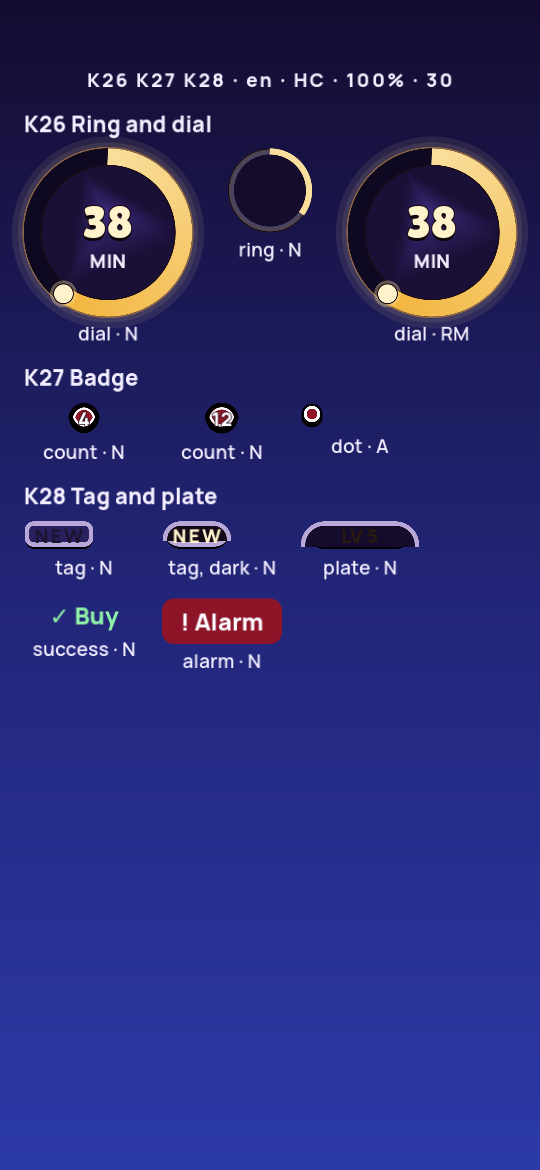 K26 K27 K28 · en · HC · 100% · 30
K26 Ring and dial
38
MIN
dial · N
ring · N
38
MIN
dial · RM
K27 Badge
4
count · N
12
count · N
dot · A
K28 Tag and plate
NEW
tag · N
NEW
tag, dark · N
LV 5
plate · N
✓ Buy
success · N
! Alarm
alarm · N